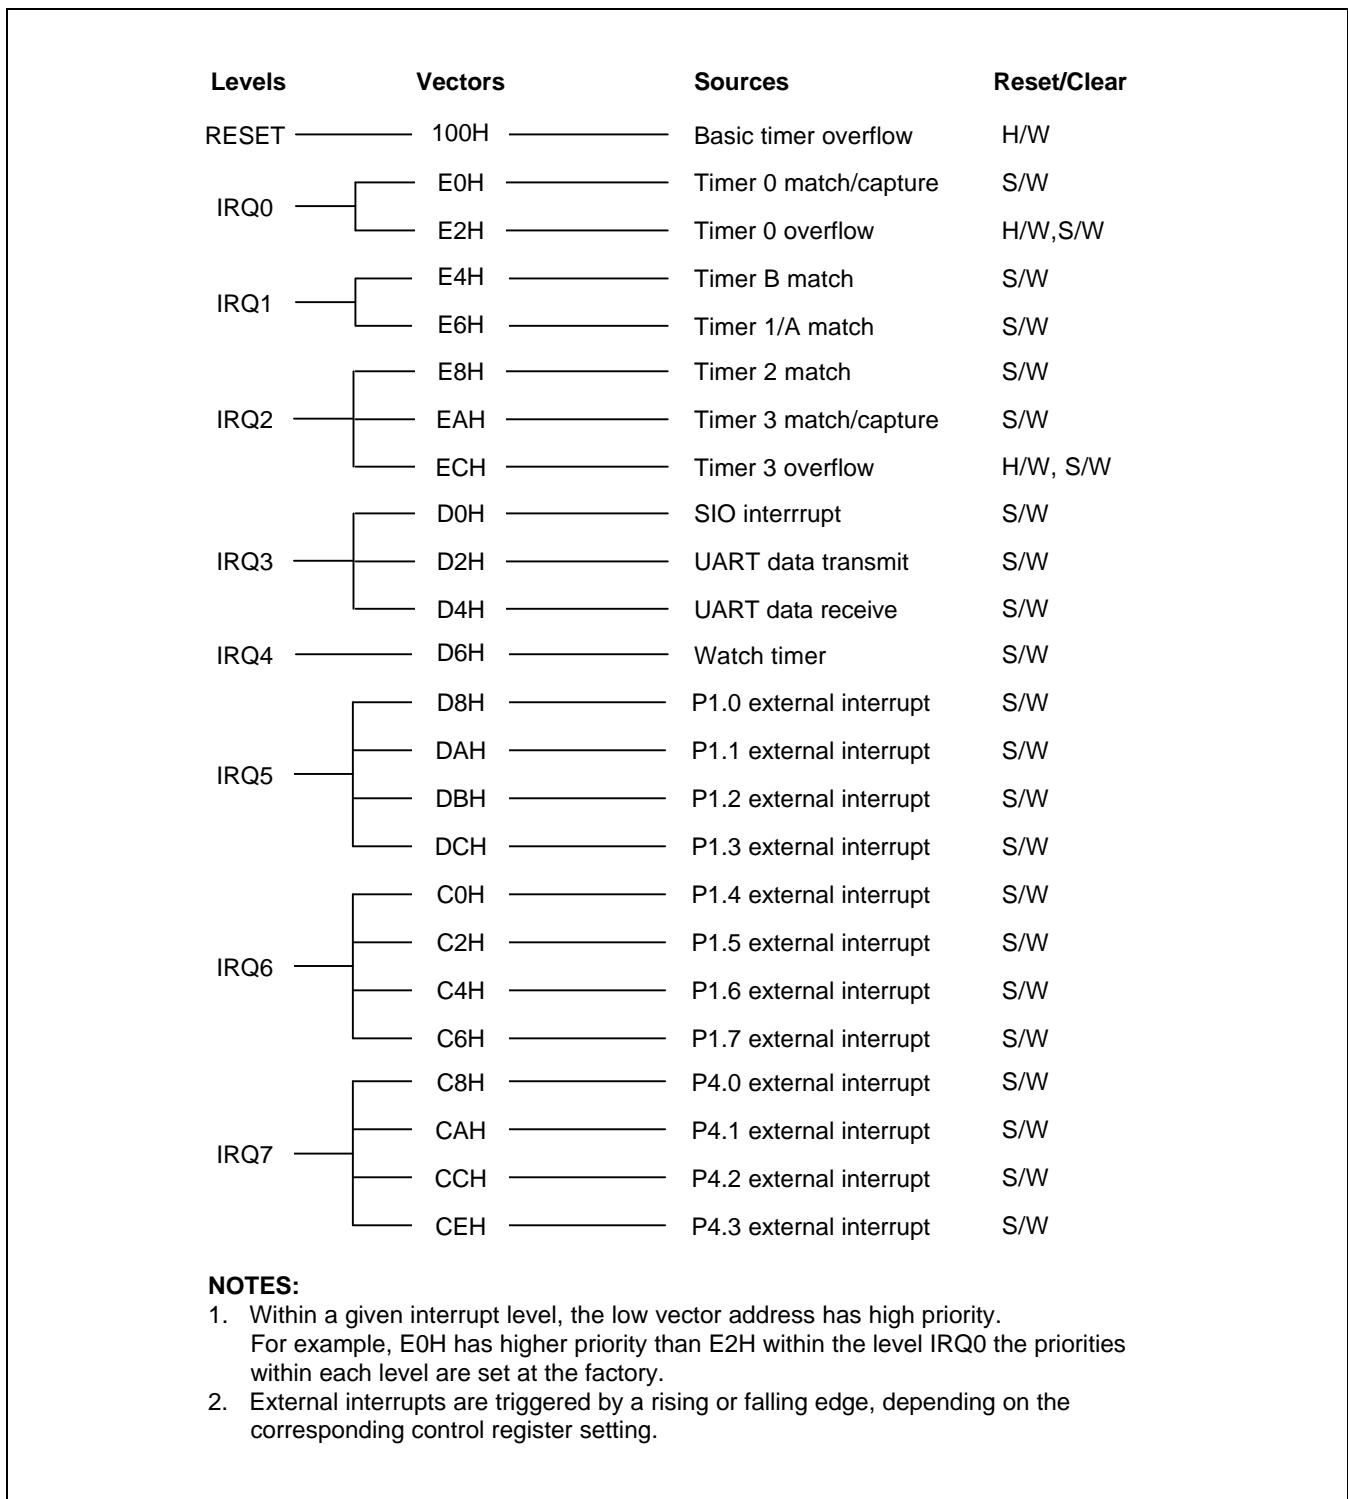 Levels Vectors Sources Reset/Clear
RESET 100H Basic timer overflow H/W
IRQ0 E0H Timer 0 match/capture S/W
E2H Timer 0 overflow H/W,S/W
IRQ1 E4H Timer B match S/W
E6H Timer 1/A match S/W
E8H Timer 2 match S/W
IRQ2 EAH Timer 3 match/capture S/W
ECH Timer 3 overflow H/W, S/W
D0H SIO interrrupt S/W
IRQ3 D2H UART data transmit S/W
D4H UART data receive S/W
IRQ4 D6H Watch timer S/W
D8H P1.0 external interrupt S/W
DAH P1.1 external interrupt S/W
IRQ5
DBH P1.2 external interrupt S/W
DCH P1.3 external interrupt S/W
C0H P1.4 external interrupt S/W
C2H P1.5 external interrupt S/W
IRQ6
C4H P1.6 external interrupt S/W
C6H P1.7 external interrupt S/W
C8H P4.0 external interrupt S/W
CAH P4.1 external interrupt S/W
IRQ7
CCH P4.2 external interrupt S/W
CEH P4.3 external interrupt S/W
NOTES:
1. Within a given interrupt level, the low vector address has high priority.
For example, E0H has higher priority than E2H within the level IRQ0 the priorities
within each level are set at the factory.
2. External interrupts are triggered by a rising or falling edge, depending on the
corresponding control register setting.